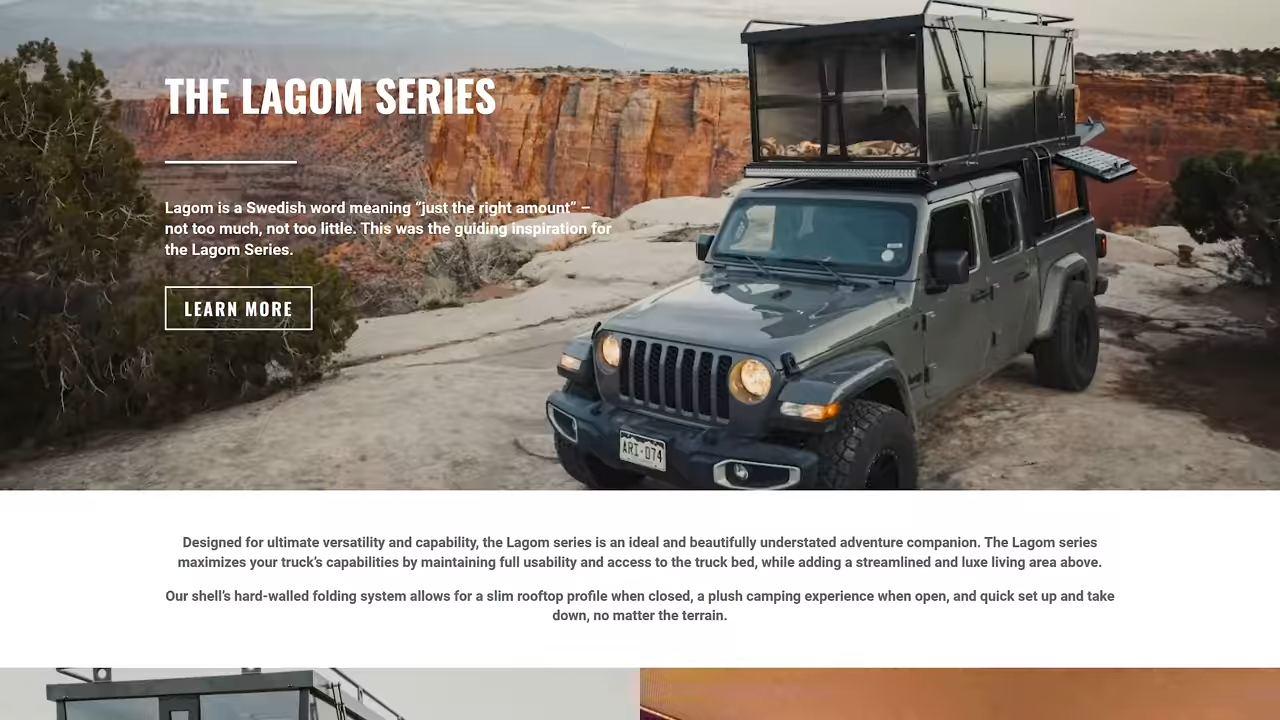 THE LAGOM SERIES
Lagom is a Swedish word meaning “just the right amount” –
not too much, not too little. This was the guiding inspiration for
the Lagom Series.
LEARN MORE
ARI-D74
Designed for ultimate versatility and capability, the Lagom series is an ideal and beautifully understated adventure companion. The Lagom series
maximizes your truck’s capabilities by maintaining full usability and access to the truck bed, while adding a streamlined and luxe living area above.
Our shell’s hard-walled folding system allows for a slim rooftop profile when closed, a plush camping experience when open, and quick set up and take
down, no matter the terrain.